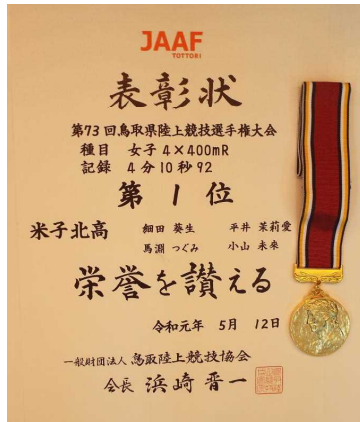 JAAF
TOTTORI
表彰状
第73回鳥取県陸上競技選手権大会
種目 女子4×400mR
記録 4分10秒92
第1位
米子北高 細田 葵生 平井 茉莉愛
馬淵 つぐみ 小山 未来
栄誉を讃える
令和元年 5月 12日
一般財団法人 鳥取陸上競技協会
会長 浜崎晋一